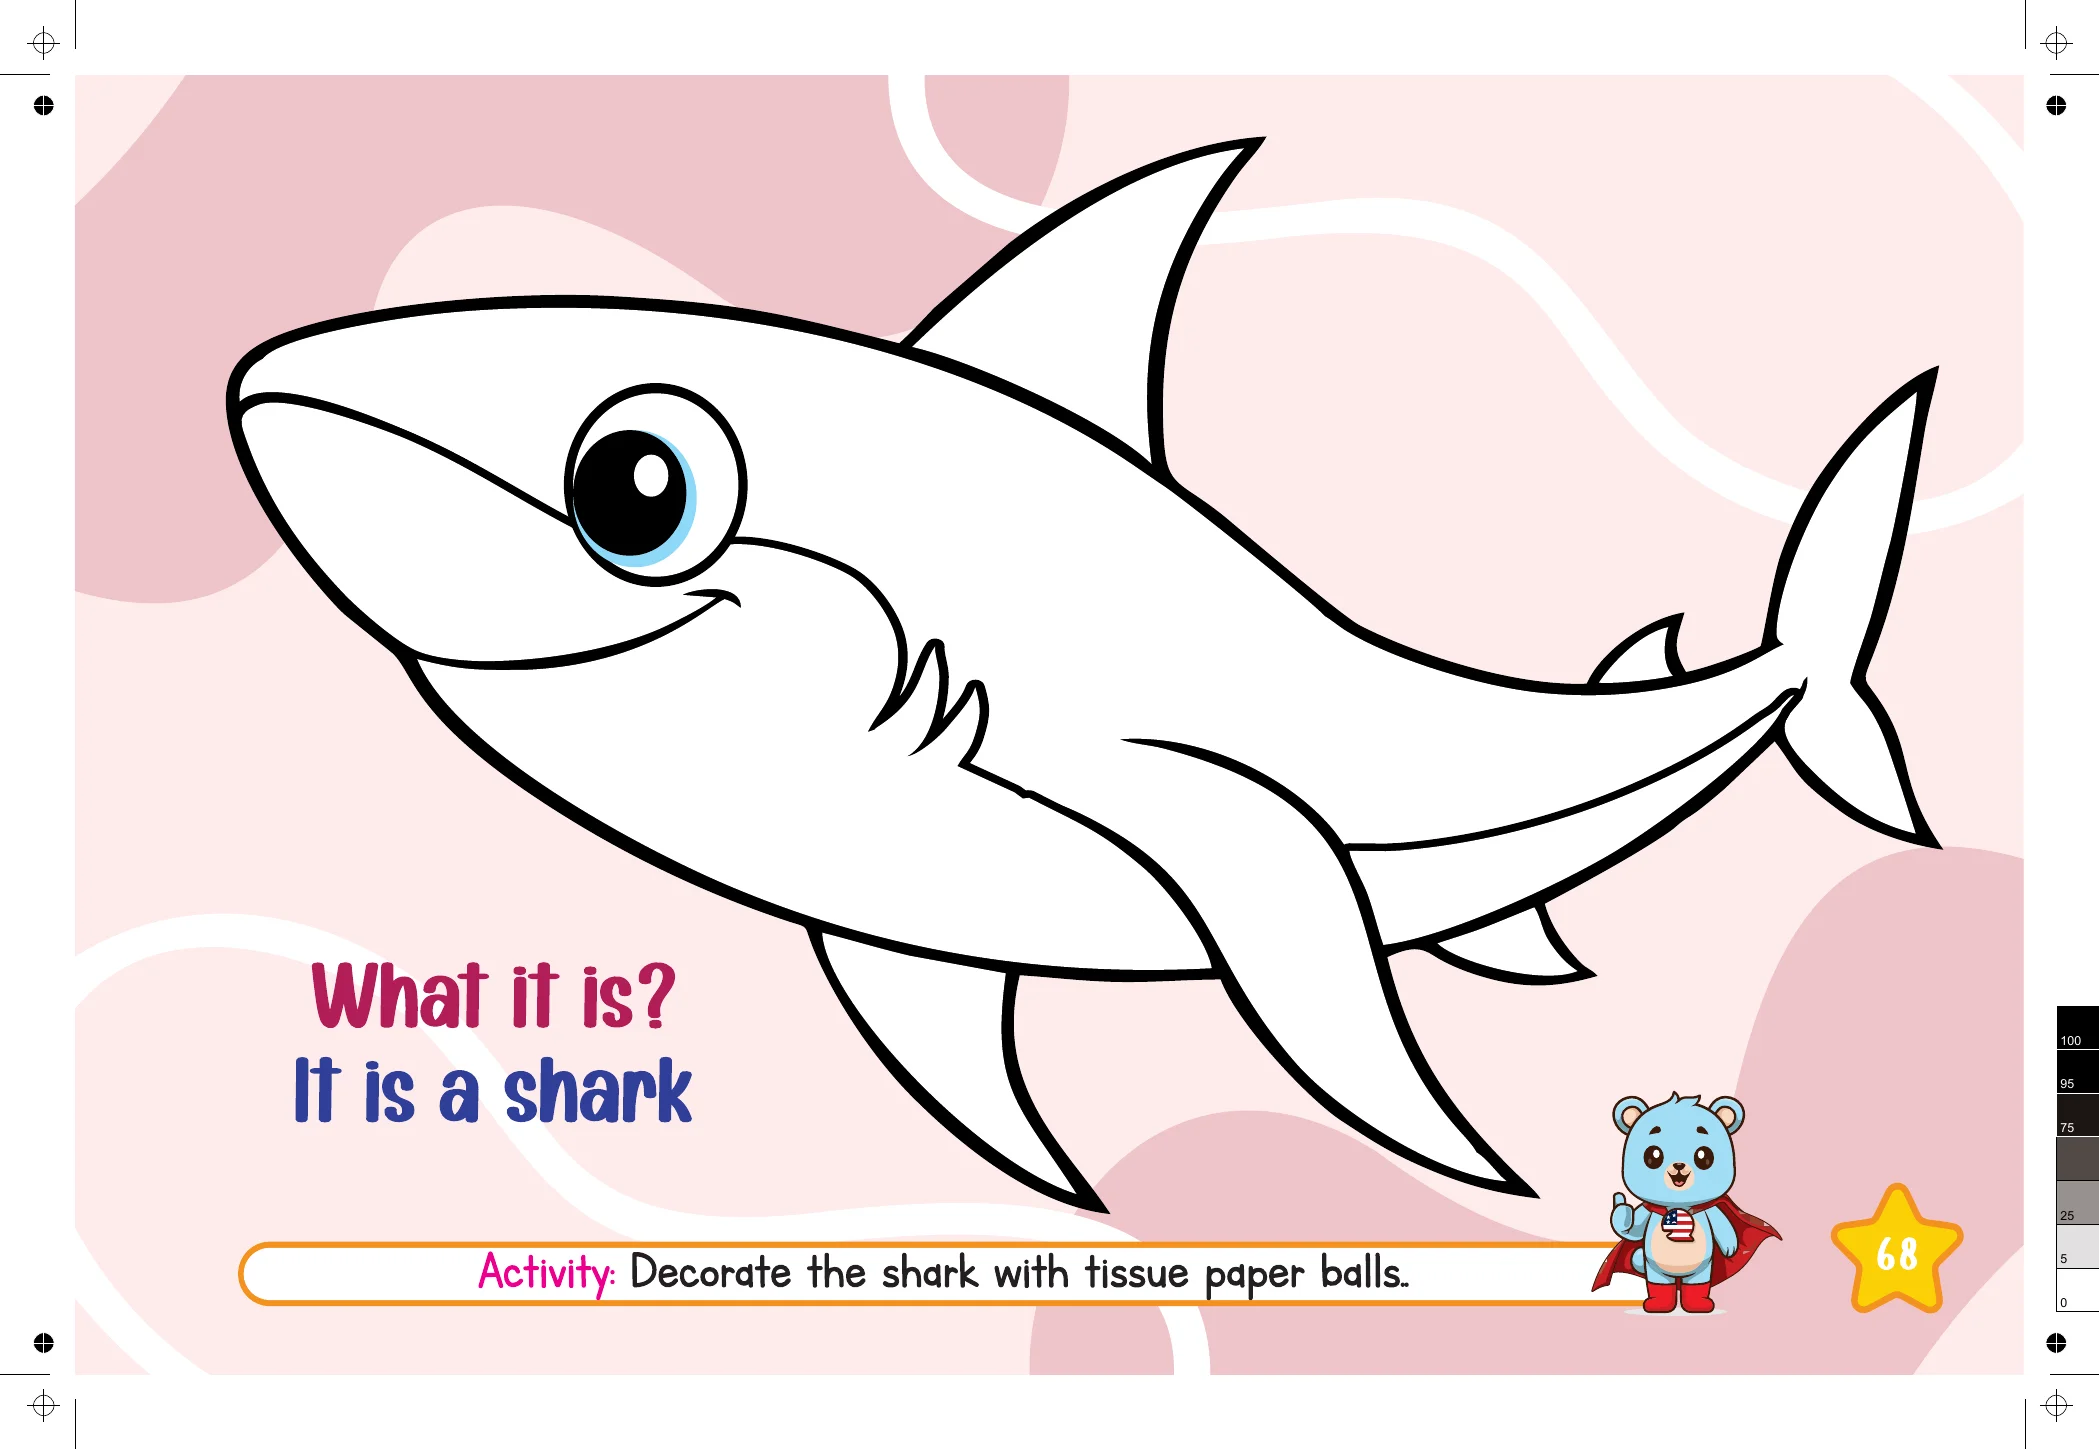 What it is?
It is a shark
Activity: Decorate the shark with tissue paper balls..
68
100
95
75
25
5
0